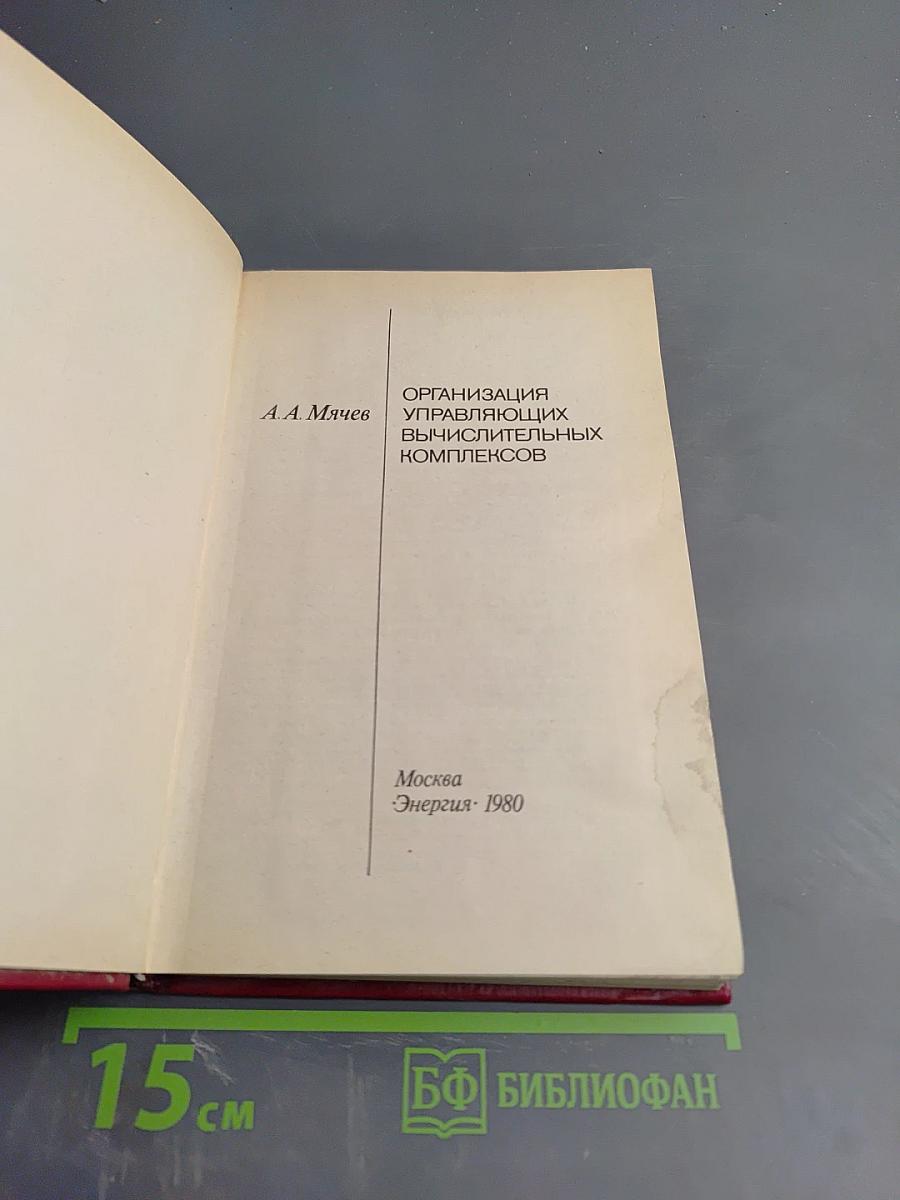 А. А. Мячев
ОРГАНИЗАЦИЯ
УПРАВЛЯЮЩИХ
ВЫЧИСЛИТЕЛЬНЫХ
КОМПЛЕКСОВ
Москва
·Энергия· 1980
15 см
БФ БИБЛИОФАН